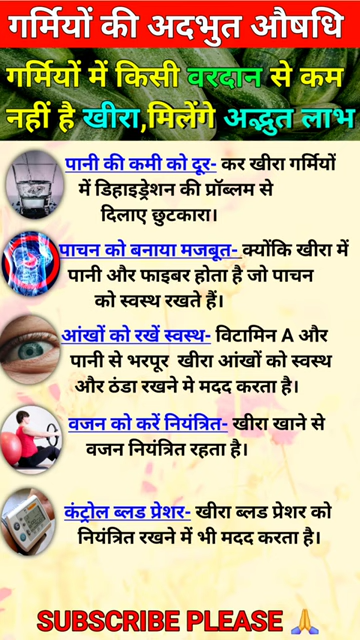 गर्मियों की अदभुत औषधि
गर्मियों में किसी वरदान से कम
नहीं है खीरा,मिलेंगे अद्भुत लाभ
पानी की कमी को दूर- कर खीरा गर्मियों
में डिहाइड्रेशन की प्रॉब्लम से
दिलाए छुटकारा।
पाचन को बनाया मजबूत- क्योंकि खीरा में
पानी और फाइबर होता है जो पाचन
को स्वस्थ रखते हैं।
आंखों को रखें स्वस्थ- विटामिन A और
पानी से भरपूर खीरा आंखों को स्वस्थ
और ठंडा रखने मे मदद करता है।
वजन को करें नियंत्रित- खीरा खाने से
वजन नियंत्रित रहता है।
कंट्रोल ब्लड प्रेशर- खीरा ब्लड प्रेशर को
नियंत्रित रखने में भी मदद करता है।
SUBSCRIBE PLEASE 🙏